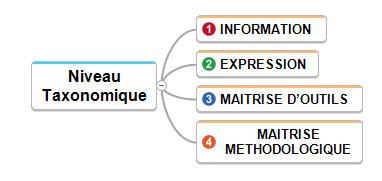 Niveau
Taxonomique
1 INFORMATION
2 EXPRESSION
3 MAITRISE D'OUTILS
4 MAITRISE
METHODOLOGIQUE